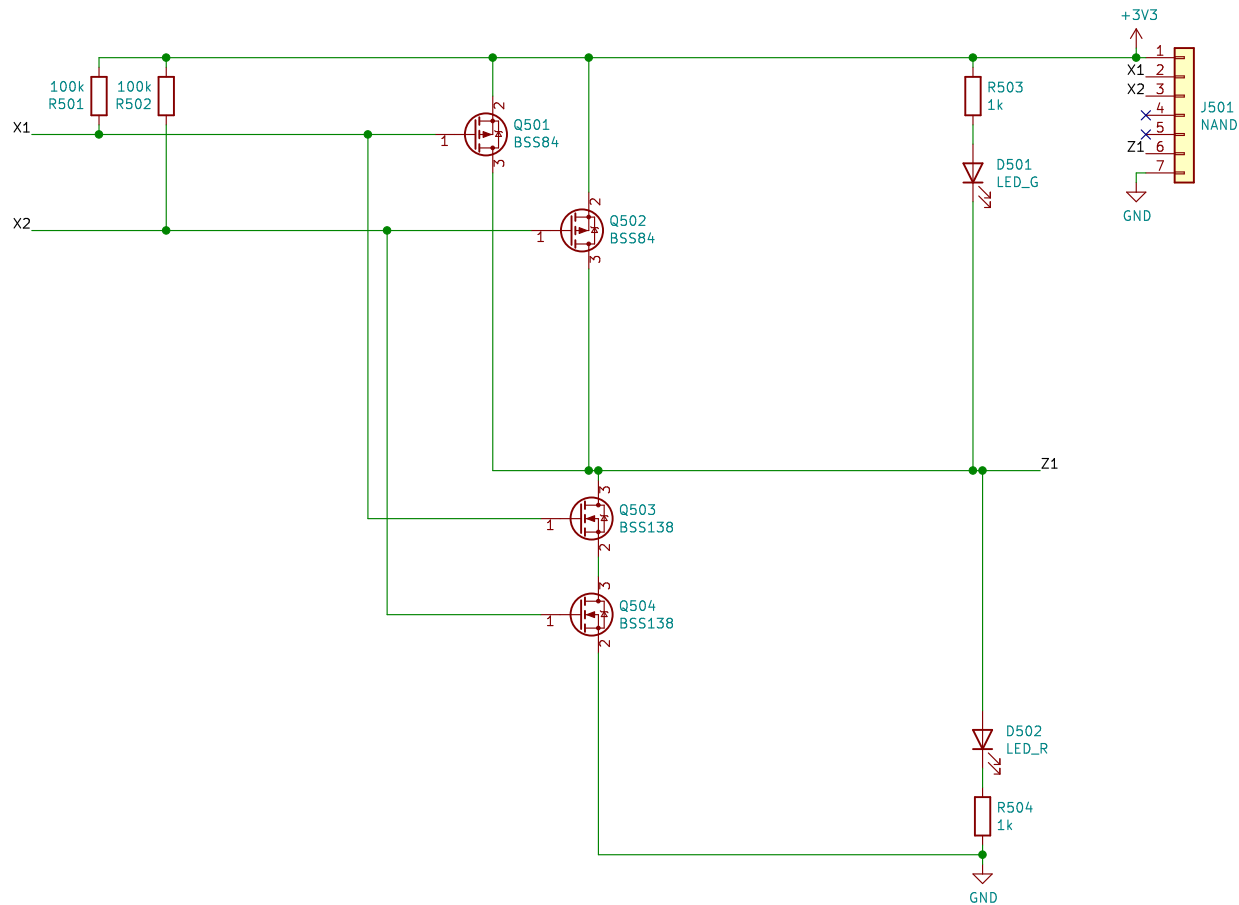 +3V3
1
X1 2
X2 3
4
5
Z1 6
7
J501
NAND
GND
100k
R501
100k
R502
R503
1k
X1
1
2
3
Q501
BSS84
D501
LED_G
X2
1
2
3
Q502
BSS84
Z1
3
1
2
Q503
BSS138
3
1
2
Q504
BSS138
D502
LED_R
R504
1k
GND